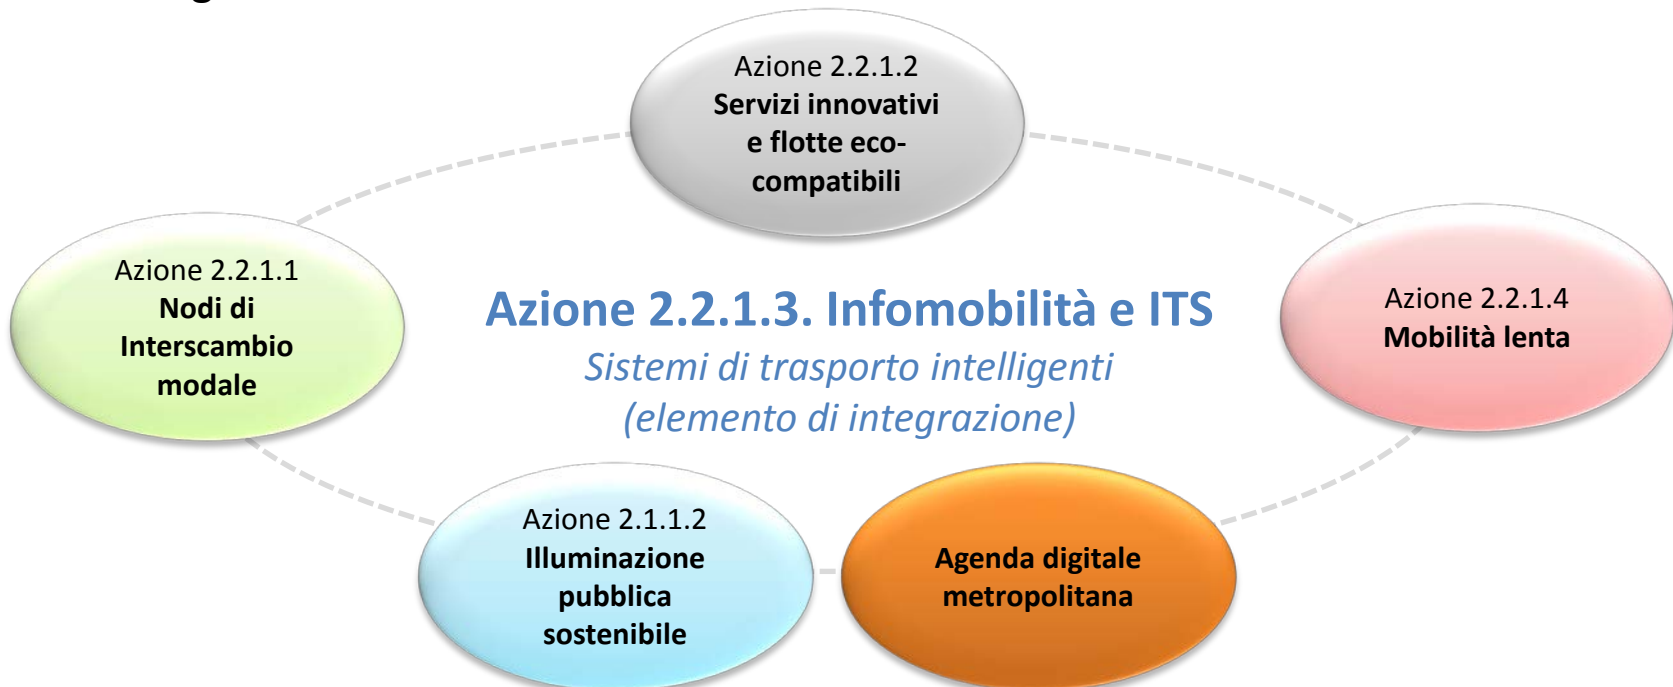 Azione 2.2.1.2
Servizi innovativi
e flotte eco-
compatibili
Azione 2.2.1.1
Nodi di
Interscambio
modale
Azione 2.2.1.3. Infomobilità e ITS
Sistemi di trasporto intelligenti
(elemento di integrazione)
Azione 2.2.1.4
Mobilità lenta
Azione 2.1.1.2
Illuminazione
pubblica
sostenibile
Agenda digitale
metropolitana